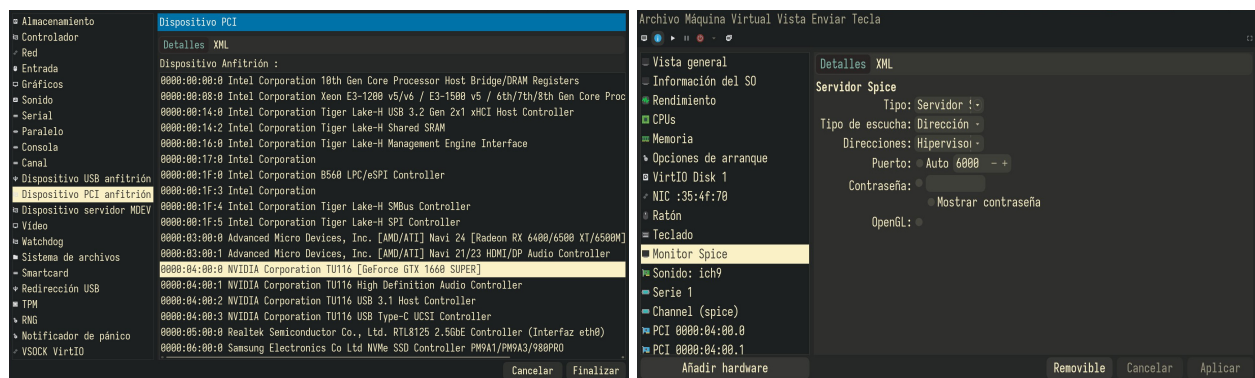 Almacenamiento
Controlador
Red
Entrada
Gráficos
Sonido
Serial
Paralelo
Consola
Canal
Dispositivo USB anfitrión
Dispositivo PCI anfitrión
Dispositivo servidor MDEV
Vídeo
Watchdog
Sistema de archivos
Smartcard
Redirección USB
TPM
RNG
Notificador de pánico
VSOCK VirtIO
Dispositivo PCI
Detalles XML
Dispositivo Anfitrión :
0000:00:00:0 Intel Corporation 10th Gen Core Processor Host Bridge/DRAM Registers
0000:00:08:0 Intel Corporation Xeon E3-1200 v5/v6 / E3-1500 v5 / 6th/7th/8th Gen Core Proc
0000:00:14:0 Intel Corporation Tiger Lake-H USB 3.2 Gen 2x1 xHCI Host Controller
0000:00:14:2 Intel Corporation Tiger Lake-H Shared SRAM
0000:00:16:0 Intel Corporation Tiger Lake-H Management Engine Interface
0000:00:17:0 Intel Corporation
0000:00:1F:0 Intel Corporation B560 LPC/eSPI Controller
0000:00:1F:3 Intel Corporation
0000:00:1F:4 Intel Corporation Tiger Lake-H SMBus Controller
0000:00:1F:5 Intel Corporation Tiger Lake-H SPI Controller
0000:03:00:0 Advanced Micro Devices, Inc. [AMD/ATI] Navi 24 [Radeon RX 6400/6500 XT/6500M]
0000:03:00:1 Advanced Micro Devices, Inc. [AMD/ATI] Navi 21/23 HDMI/DP Audio Controller
0000:04:00:0 NVIDIA Corporation TU116 [GeForce GTX 1660 SUPER]
0000:04:00:1 NVIDIA Corporation TU116 High Definition Audio Controller
0000:04:00:2 NVIDIA Corporation TU116 USB 3.1 Host Controller
0000:04:00:3 NVIDIA Corporation TU116 USB Type-C UCSI Controller
0000:05:00:0 Realtek Semiconductor Co., Ltd. RTL8125 2.5GbE Controller (Interfaz eth0)
0000:06:00:0 Samsung Electronics Co Ltd NVMe SSD Controller PM9A1/PM9A3/980PRO
Cancelar Finalizar
Archivo Máquina Virtual Vista Enviar Tecla
Vista general
Información del SO
Rendimiento
CPUs
Memoria
Opciones de arranque
VirtIO Disk 1
NIC :35:4f:70
Ratón
Teclado
Monitor Spice
Sonido: ich9
Serie 1
Channel (spice)
PCI 0000:04:00.0
PCI 0000:04:00.1
Añadir hardware
Detalles XML
Servidor Spice
Tipo: Servidor
Tipo de escucha: Dirección
Direcciones: Hipervisor
Puerto: Auto 6000 - +
Contraseña:
Mostrar contraseña
OpenGL:
Removible Cancelar Aplicar